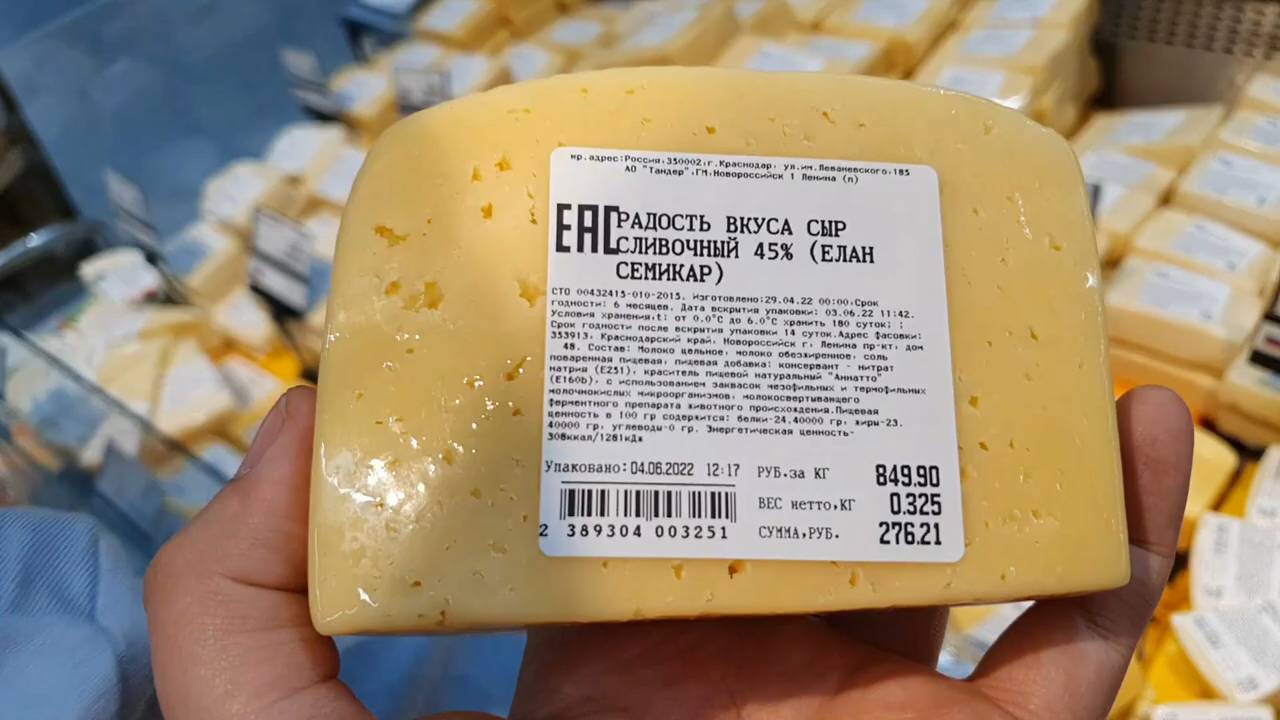 нр.адрес:Россия,350002,г.Краснодар, ул.им.Леваневского,185
АО "Тандер",ГМ,Новороссийск 1 Ленина (п)
EAC
РАДОСТЬ ВКУСА СЫР
СЛИВОЧНЫЙ 45% (ЕЛАН
СЕМИКАР)
СТО 00432415-010-2015. Изготовлено:29.04.22 00:00.Срок
годности: 6 месяцев. Дата вскрытия упаковки: 03.06.22 11:42.
Условия хранения,t: от 0.0°С до 6.0°С хранить 180 суток; ;
Срок годности после вскрытия упаковки 14 суток.Адрес фасовки:
353913, Краснодарский край, Новороссийск г, Ленина пр-кт, дом
48. Состав: Молоко цельное, молоко обезжиренное, соль
поваренная пищевая, пищевая добавка: консервант - нитрат
натрия (Е251), краситель пищевой натуральный "Аннатто"
(Е160b), с использованием заквасок мезофильных и термофильных
молочнокислых микроорганизмов, молокосвертывающего
ферментного препарата животного происхождения.Пищевая
ценность в 100 гр содержится: белки-24,40000 гр, жиры-23.
40000 гр, углеводы-0 гр. Энергетическая ценность-
308ккал/1281кДж
Упаковано: 04.06.2022 12:17 РУБ.за КГ 849.90
ВЕС нетто,КГ 0.325
2 389304 003251 СУММА,РУБ. 276.21